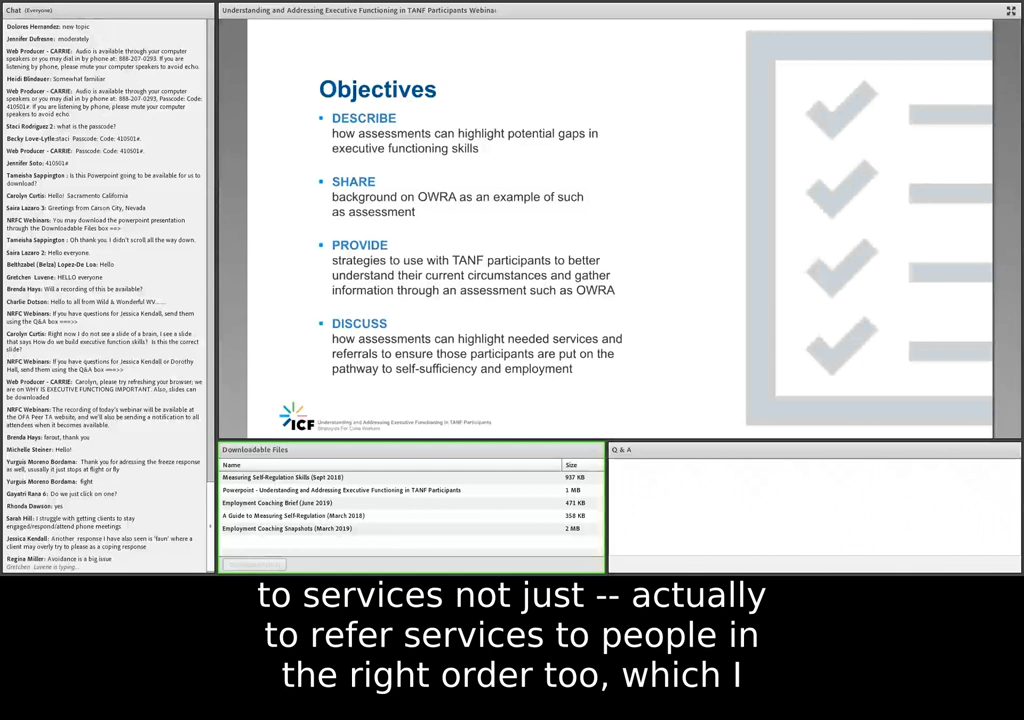 Chat (Everyone)
Dolores Hernandez: new topic
Jennifer Dufresne: moderately
Web Producer - CARRIE: Audio is available through your computer
speakers or you may dial in by phone at: 888-207-0293. If you are
listening by phone, please mute your computer speakers to avoid echo.
Heidi Blindauer: Somewhat familiar
Web Producer - CARRIE: Audio is available through your computer
speakers or you may dial in by phone at: 888-207-0293, Passcode: Code:
410501#. If you are listening by phone, please mute your computer
speakers to avoid echo.
Staci Rodriguez 2: what is the passcode?
Becky Love-Lytle:staci Passcode: Code: 410501#.
Web Producer - CARRIE: Passcode: Code: 410501#.
Jennifer Soto: 410501#
Tameisha Sappington : Is this Powerpoint going to be available for us to
download?
Carolyn Curtis: Hello! Sacramento California
Saira Lazaro 3: Greetings from Carson City, Nevada
NRFC Webinars: You may download the powerpoint presentation
through the Downloadable Files box ==>
Tameisha Sappington : Oh thank you. I didn't scroll all the way down.
Saira Lazaro 2: Hello everyone.
Belthzabel (Belza) Lopez-De Loa: Hello
Gretchen Luvene: HELLO everyone
Brenda Hays: Will a recording of this be available?
Charlie Dotson: Hello to all from Wild & Wonderful WV......
NRFC Webinars: If you have questions for Jessica Kendall, send them
using the Q&A box ===>>
Carolyn Curtis: Right now I do not see a slide of a brain, I see a slide
that says How do we build executive function skills? Is this the correct
slide?
NRFC Webinars: If you have questions for Jessica Kendall or Dorothy
Hall, send them using the Q&A box ===>>
Web Producer - CARRIE: Carolyn, please try refreshing your browser; we
are on WHY IS EXECUTIVE FUNCTIONG IMPORTANT. Also, slides can
be downloaded
NRFC Webinars: The recording of today's webinar will be available at
the OFA Peer TA website, and we'll also be sending a notification to all
attendees when it becomes available.
Brenda Hays: farout, thank you
Michelle Steiner: Hello!
Yurguis Moreno Bordama: Thank you for adressing the freeze response
as well, ususally it just stops at flight or fly
Yurguis Moreno Bordama: fight
Gayatri Rana 6: Do we just click on one?
Rhonda Dawson: yes
Sarah Hill: I struggle with getting clients to stay
engaged/respond/attend phone meetings
Jessica Kendall: Another response I have also seen is 'faun' where a
client may overly try to please as a coping response
Regina Miller: Avoidance is a big issue
Gretchen Luvene is typing...
Understanding and Addressing Executive Functioning in TANF Participants Webinar
Objectives
• DESCRIBE
how assessments can highlight potential gaps in
executive functioning skills
• SHARE
background on OWRA as an example of such
as assessment
• PROVIDE
strategies to use with TANF participants to better
understand their current circumstances and gather
information through an assessment such as OWRA
• DISCUSS
how assessments can highlight needed services and
referrals to ensure those participants are put on the
pathway to self-sufficiency and employment
ICF
Understanding and Addressing Executive Functioning in TANF Participants
Strategies For Case Workers
Downloadable Files
Name Size
Measuring Self-Regulation Skills (Sept 2018) 937 KB
Powerpoint - Understanding and Addressing Executive Functioning in TANF Participants 1 MB
Employment Coaching Brief (June 2019) 471 KB
A Guide to Measuring Self-Regulation (March 2018) 358 KB
Employment Coaching Snapshots (March 2019) 2 MB
Q & A
to services not just -- actually
to refer services to people in
the right order too, which I